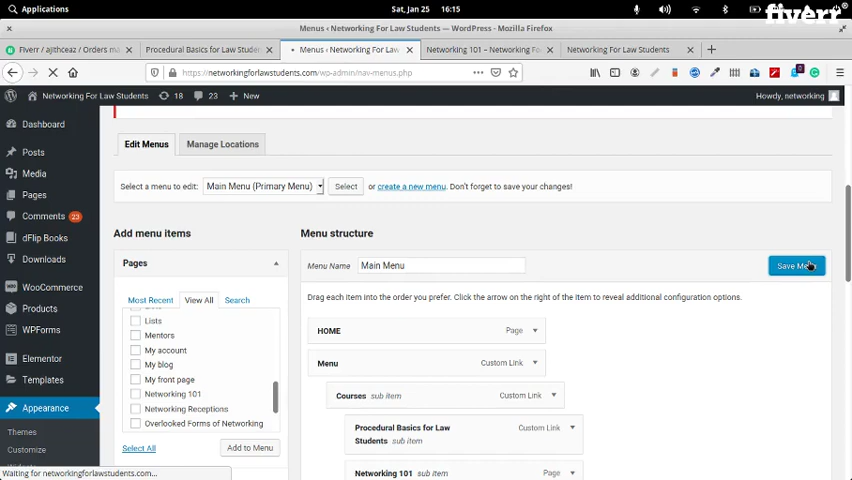 Applications
Sat, Jan 25
16:15
fiverr
Menus ‹ Networking For Law Students — WordPress - Mozilla Firefox
Fiverr / ajithceaz / Orders ma
Procedural Basics for Law Studen
Menus ‹ Networking For Law
Networking 101 – Networking Fo
Networking For Law Students
https://networkingforlawstudents.com/wp-admin/nav-menus.php
Networking For Law Students
18
23
New
Howdy, networking
Dashboard
Posts
Media
Pages
Comments 23
dFlip Books
Downloads
WooCommerce
Products
WPForms
Elementor
Templates
Appearance
Themes
Customize
Edit Menus
Manage Locations
Select a menu to edit: Main Menu (Primary Menu) Select or create a new menu. Don't forget to save your changes!
Add menu items
Pages
Most Recent
View All
Search
Lists
Mentors
My account
My blog
My front page
Networking 101
Networking Receptions
Overlooked Forms of Networking
Select All
Add to Menu
Menu structure
Menu Name Main Menu
Save Menu
Drag each item into the order you prefer. Click the arrow on the right of the item to reveal additional configuration options.
HOME Page
Menu Custom Link
Courses sub item Custom Link
Procedural Basics for Law Custom Link
Students sub item
Networking 101 sub item Page
Waiting for networkingforlawstudents.com...